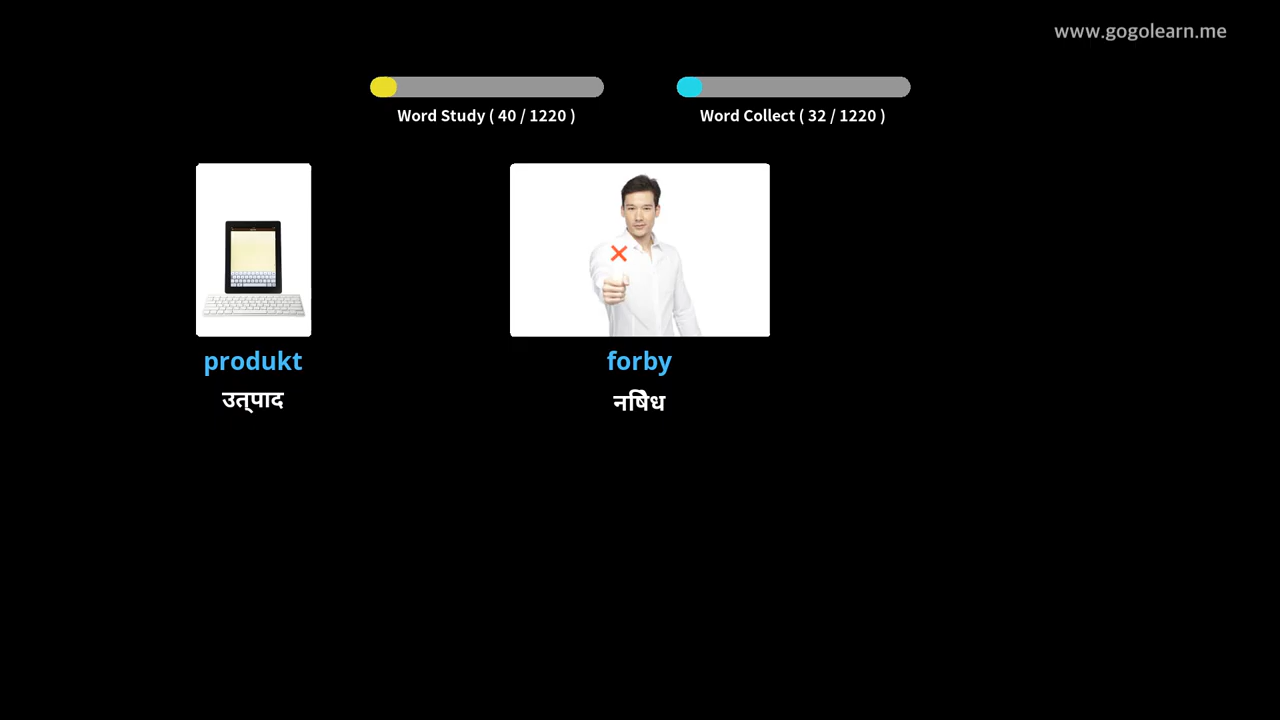 www.gogolearn.me
Word Study ( 40 / 1220 )
Word Collect ( 32 / 1220 )
produkt
forby
उत्पाद
निषेध